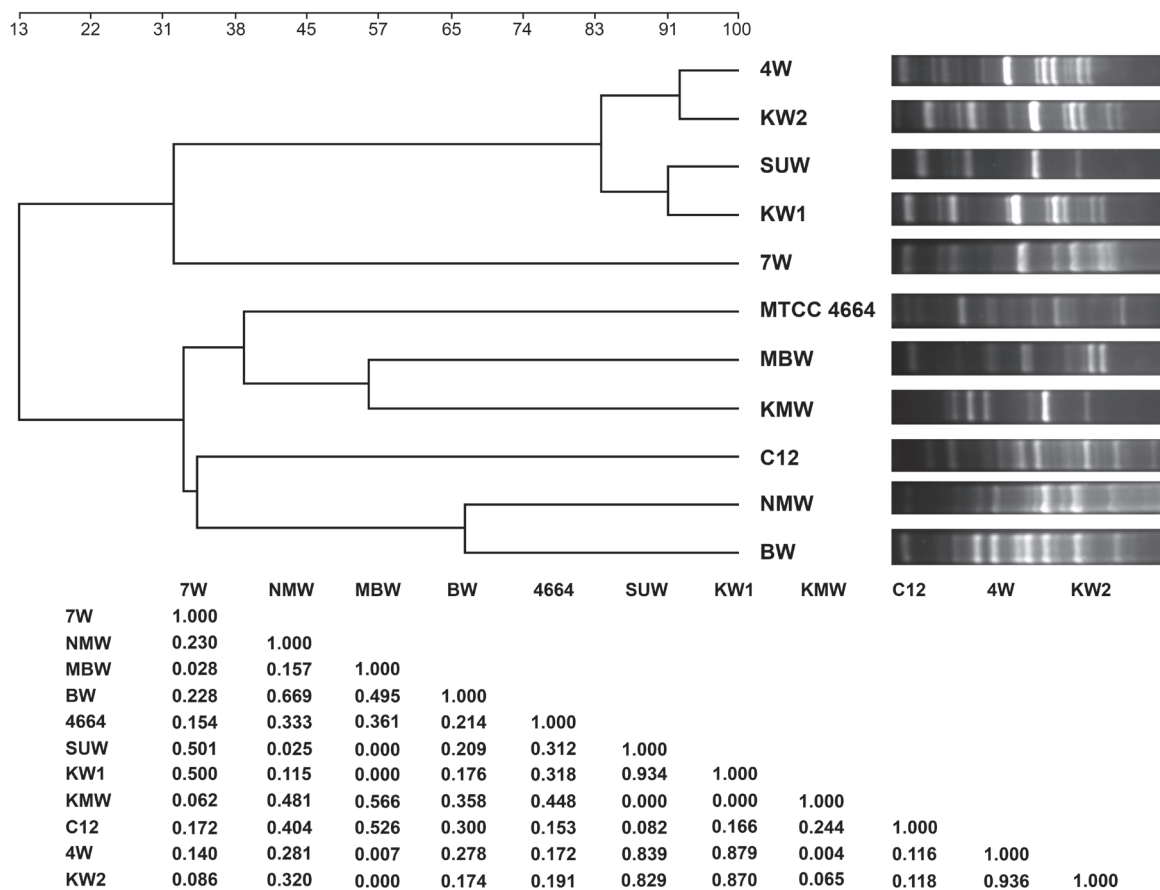 13 22 31 38 45 57 65 74 83 91 100
4W
KW2
SUW
KW1
7W
MTCC 4664
MBW
KMW
C12
NMW
BW
7W NMW MBW BW 4664 SUW KW1 KMW C12 4W KW2
7W 1.000
NMW 0.230 1.000
MBW 0.028 0.157 1.000
BW 0.228 0.669 0.495 1.000
4664 0.154 0.333 0.361 0.214 1.000
SUW 0.501 0.025 0.000 0.209 0.312 1.000
KW1 0.500 0.115 0.000 0.176 0.318 0.934 1.000
KMW 0.062 0.481 0.566 0.358 0.448 0.000 0.000 1.000
C12 0.172 0.404 0.526 0.300 0.153 0.082 0.166 0.244 1.000
4W 0.140 0.281 0.007 0.278 0.172 0.839 0.879 0.004 0.116 1.000
KW2 0.086 0.320 0.000 0.174 0.191 0.829 0.870 0.065 0.118 0.936 1.000